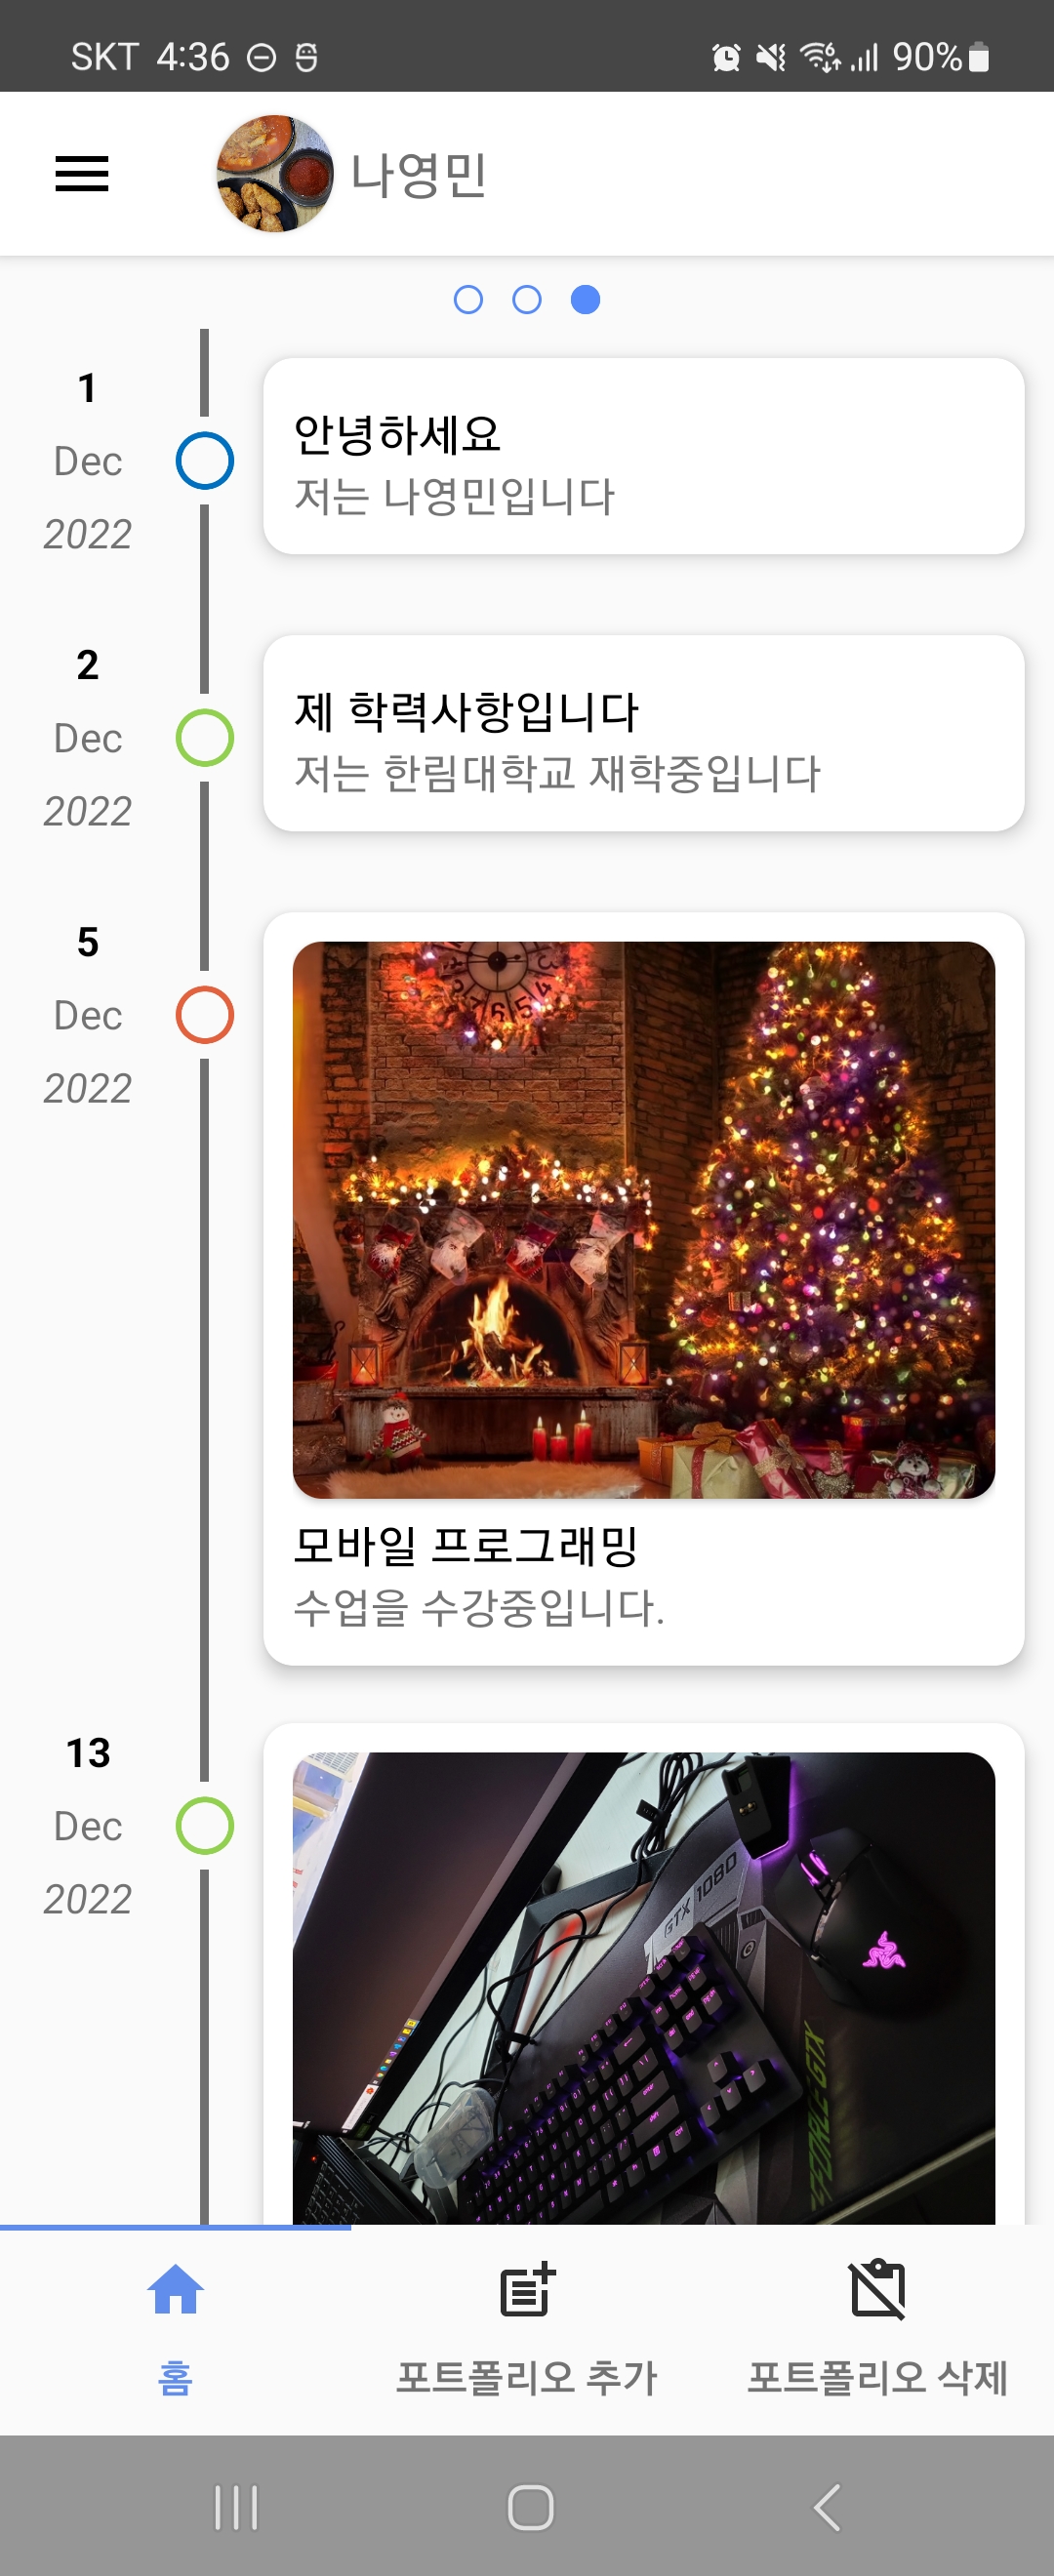 SKT 4:36 90%
나영민
1
Dec
2022
안녕하세요
저는 나영민입니다
2
Dec
2022
제 학력사항입니다
저는 한림대학교 재학중입니다
5
Dec
2022
모바일 프로그래밍
수업을 수강중입니다.
13
Dec
2022
GTX 1080
홈
포트폴리오 추가
포트폴리오 삭제